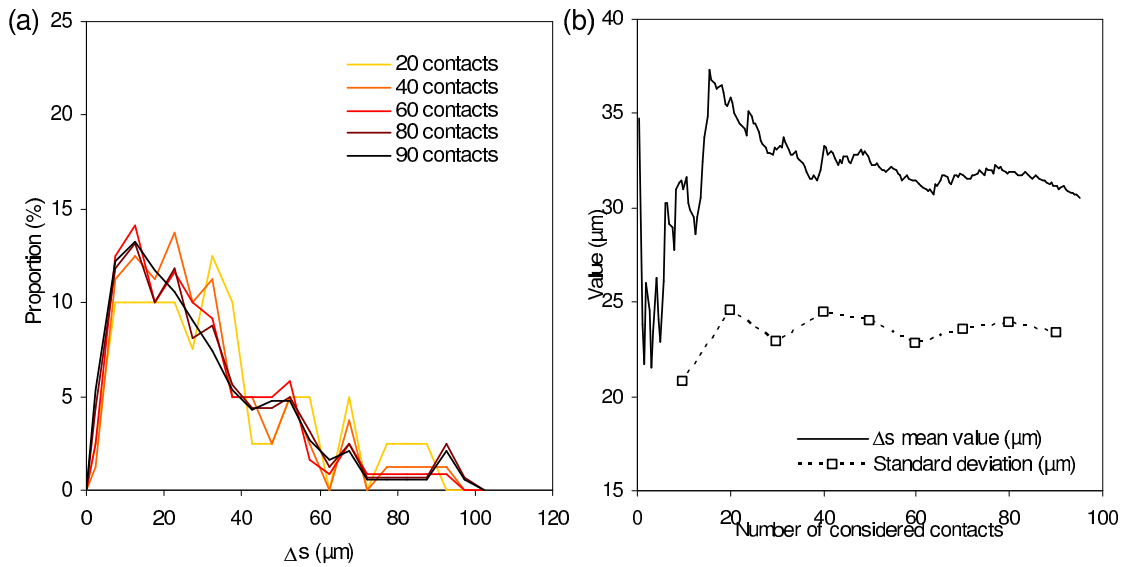 (a)
25
20
15
10
5
0
Proportion (%)
20 contacts
40 contacts
60 contacts
80 contacts
90 contacts
0 20 40 60 80 100 120
Δs (µm)
(b)
40
35
30
25
20
15
Value (µm)
Δs mean value (µm)
Standard deviation (µm)
0 20 40 60 80 100
Number of considered contacts